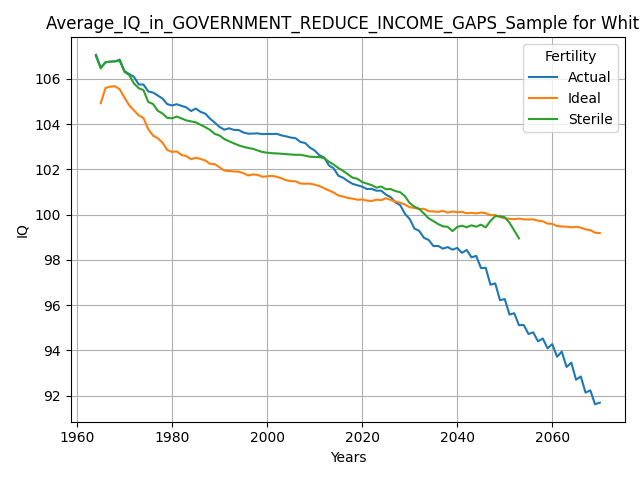 Average_IQ_in_GOVERNMENT_REDUCE_INCOME_GAPS_Sample for Whit
Fertility
Actual
Ideal
Sterile
106
104
102
100
98
96
94
92
IQ
1960 1980 2000 2020 2040 2060
Years